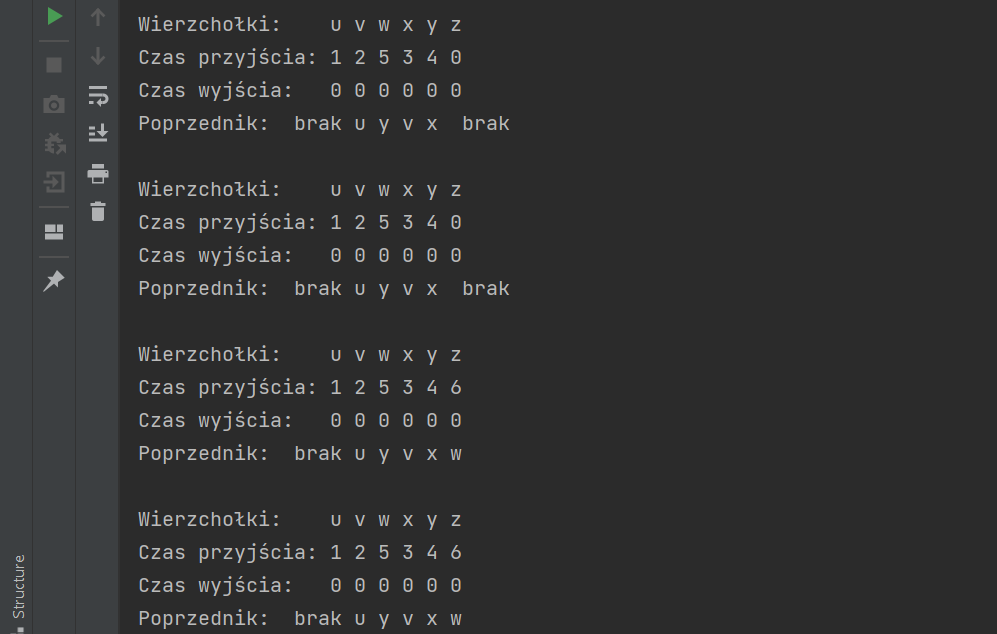 Wierzchołki:    u v w x y z
Czas przyjścia: 1 2 5 3 4 0
Czas wyjścia:   0 0 0 0 0 0
Poprzednik:  brak u y v x  brak
Wierzchołki:    u v w x y z
Czas przyjścia: 1 2 5 3 4 0
Czas wyjścia:   0 0 0 0 0 0
Poprzednik:  brak u y v x  brak
Wierzchołki:    u v w x y z
Czas przyjścia: 1 2 5 3 4 6
Czas wyjścia:   0 0 0 0 0 0
Poprzednik:  brak u y v x w
Wierzchołki:    u v w x y z
Czas przyjścia: 1 2 5 3 4 6
Czas wyjścia:   0 0 0 0 0 0
Poprzednik:  brak u y v x w
Structure